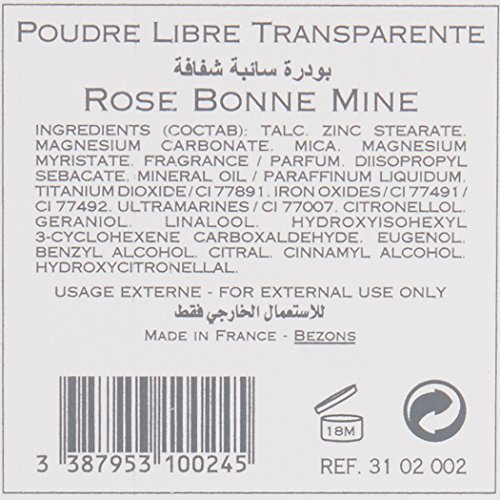 POUDRE LIBRE TRANSPARENTE
بودرة سائبة شفافة
ROSE BONNE MINE
INGREDIENTS (COCTAB): TALC. ZINC STEARATE.
MAGNESIUM CARBONATE. MICA. MAGNESIUM
MYRISTATE. FRAGRANCE / PARFUM. DIISOPROPYL
SEBACATE. MINERAL OIL / PARAFFINUM LIQUIDUM.
TITANIUM DIOXIDE / CI 77891. IRON OXIDES / CI 77491 /
CI 77492. ULTRAMARINES / CI 77007. CITRONELLOL.
GERANIOL. LINALOOL. HYDROXYISOHEXYL
3-CYCLOHEXENE CARBOXALDEHYDE. EUGENOL.
BENZYL ALCOHOL. CITRAL. CINNAMYL ALCOHOL.
HYDROXYCITRONELLAL.
USAGE EXTERNE - FOR EXTERNAL USE ONLY
للاستعمال الخارجي فقط
MADE IN FRANCE - BEZONS
18M
3 387953 100245
REF. 31 02 002